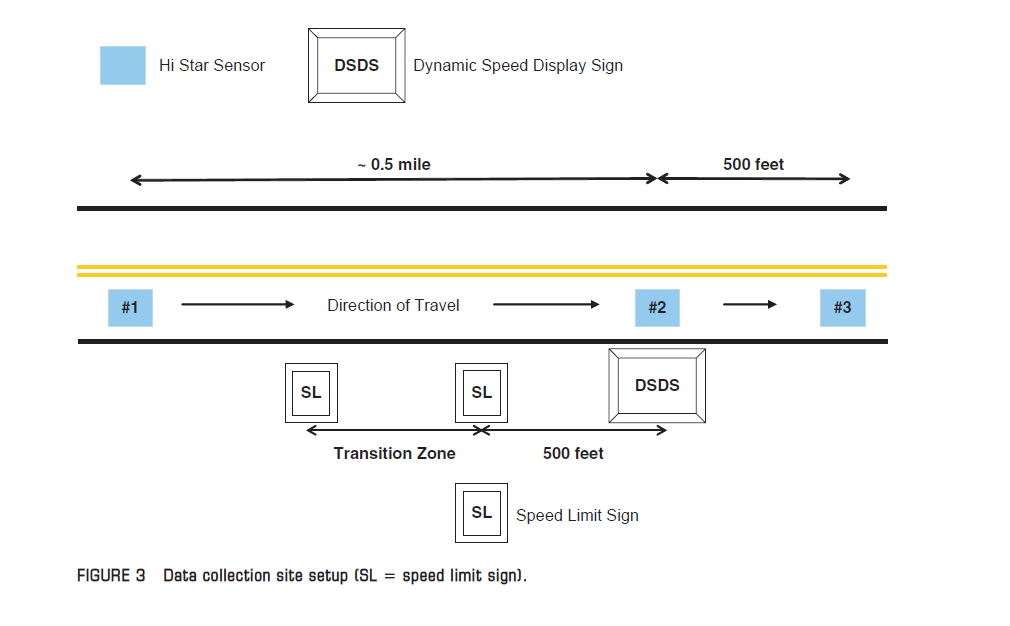 Hi Star Sensor
DSDS
Dynamic Speed Display Sign
~ 0.5 mile
500 feet
#1
Direction of Travel
#2
#3
SL
SL
DSDS
Transition Zone
500 feet
SL
Speed Limit Sign
FIGURE 3 Data collection site setup (SL = speed limit sign).